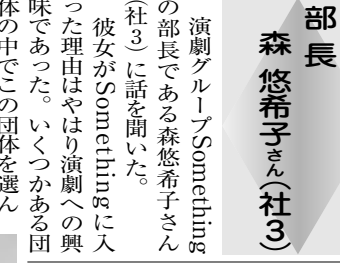 部長
森 悠希子さん(社3)
演劇グループSomething
の部長である森悠希子さん
(社3)に話を聞いた。
彼女がSomethingに入
った理由はやはり演劇への興
味であった。いくつかある団
体の中でこの団体を選ん